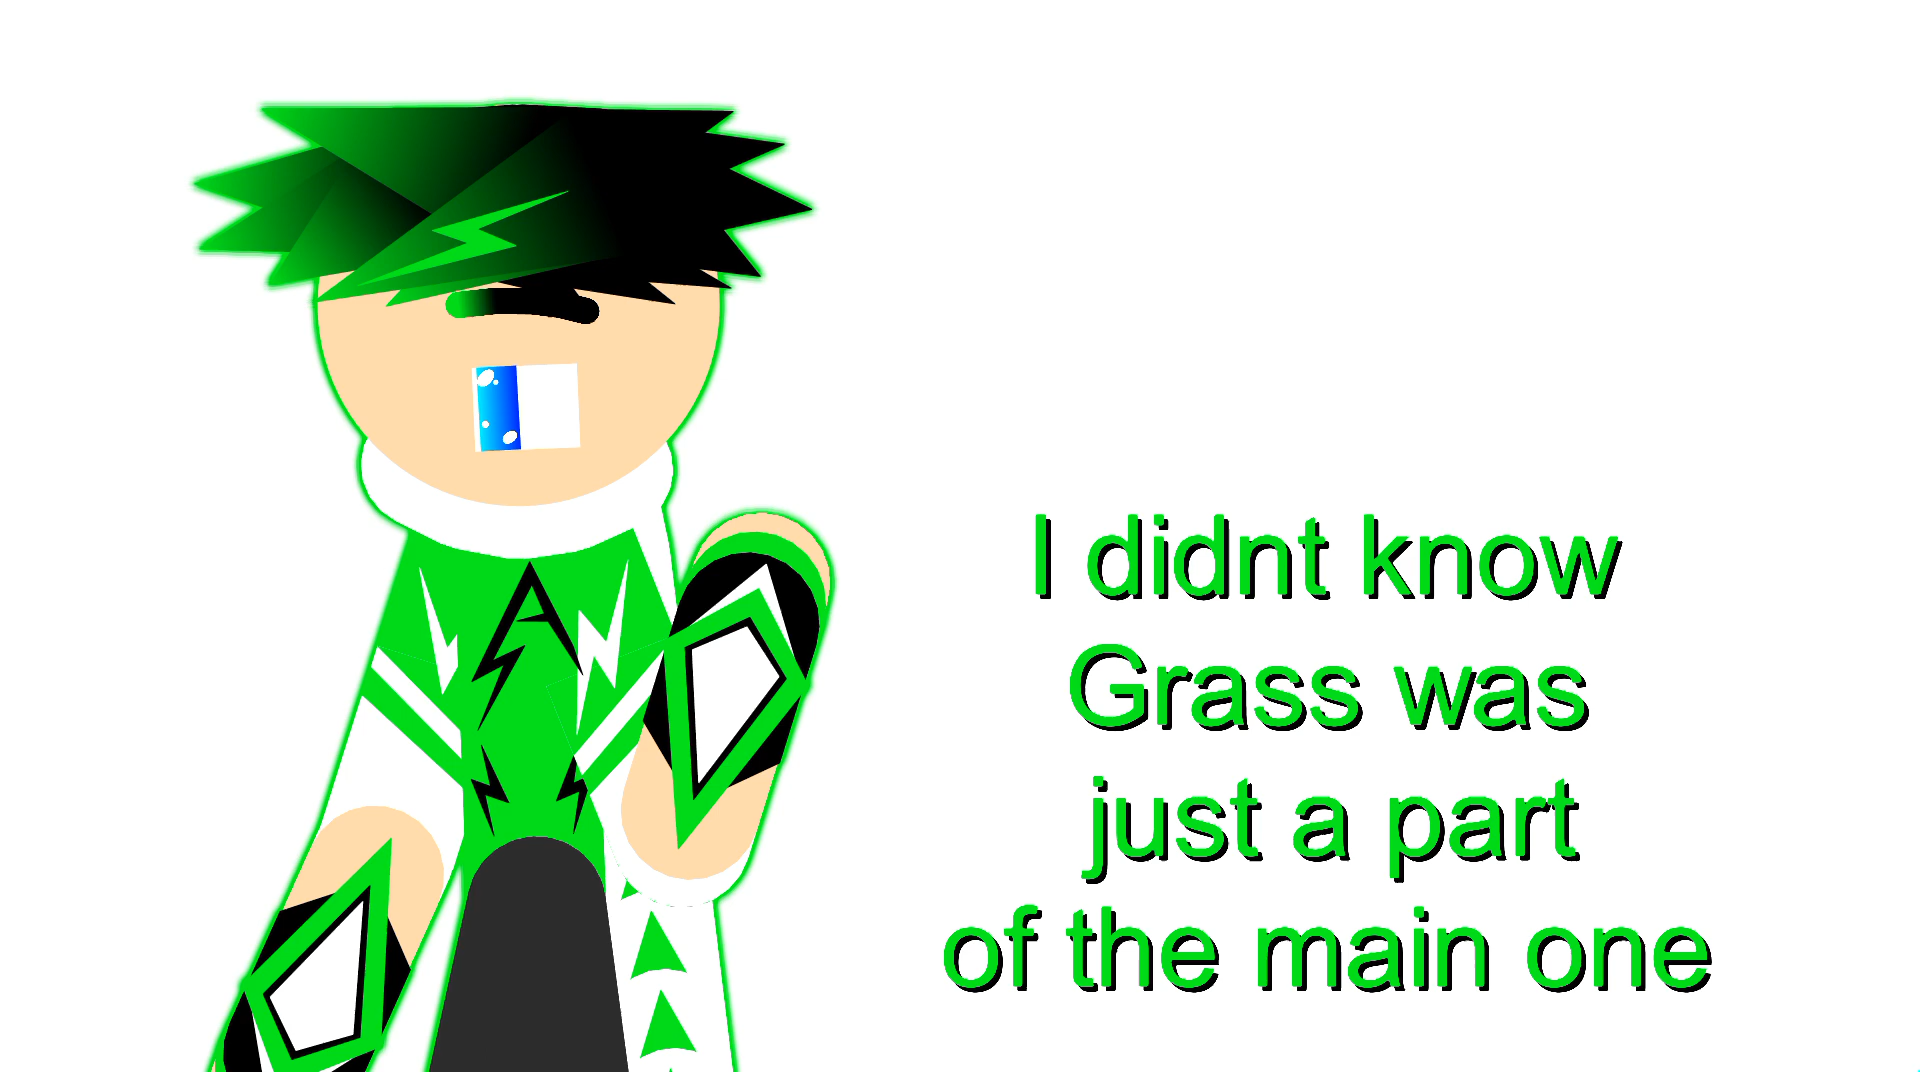 I didnt know
Grass was
just a part
of the main one